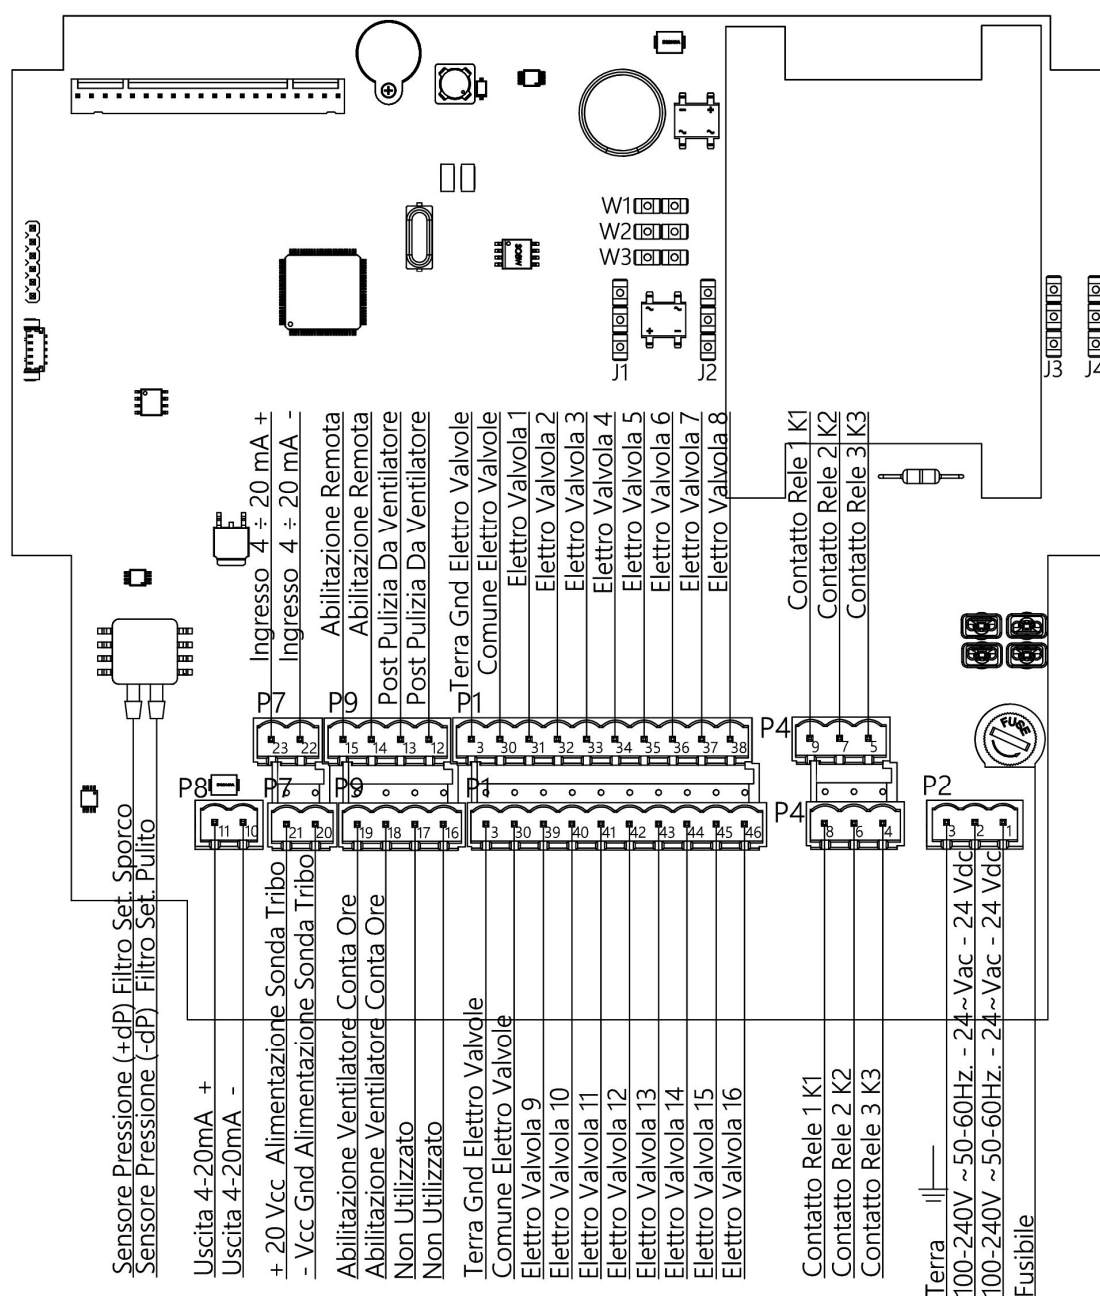 W1
W2
W3
J1
J2
J3
J4
- +
~ ~
~ ~
+ -
SOBW
Ingresso 4 ÷ 20 mA +
Ingresso 4 ÷ 20 mA -
Abilitazione Remota
Abilitazione Remota
Post Pulizia Da Ventilatore
Post Pulizia Da Ventilatore
Terra Gnd Elettro Valvole
Comune Elettro Valvole
Elettro Valvola 1
Elettro Valvola 2
Elettro Valvola 3
Elettro Valvola 4
Elettro Valvola 5
Elettro Valvola 6
Elettro Valvola 7
Elettro Valvola 8
Contatto Rele 1 K1
Contatto Rele 2 K2
Contatto Rele 3 K3
P7
P9
P1
P4
FUSE
23 22
15 14 13 12
3 30 31 32 33 34 35 36 37 38
9 7 5
P8
P7
P9
P1
P4
P2
11 10
21 20
19 18 17 16
3 30 39 40 41 42 43 44 45 46
8 6 4
3 2 1
Sensore Pressione (+dP) Filtro Set. Sporco
Sensore Pressione (-dP) Filtro Set. Pulito
Uscita 4-20mA +
Uscita 4-20mA -
+ 20 Vcc Alimentazione Sonda Tribo
- Vcc Gnd Alimentazione Sonda Tribo
Abilitazione Ventilatore Conta Ore
Abilitazione Ventilatore Conta Ore
Non Utilizzato
Non Utilizzato
Terra Gnd Elettro Valvole
Comune Elettro Valvole
Elettro Valvola 9
Elettro Valvola 10
Elettro Valvola 11
Elettro Valvola 12
Elettro Valvola 13
Elettro Valvola 14
Elettro Valvola 15
Elettro Valvola 16
Contatto Rele 1 K1
Contatto Rele 2 K2
Contatto Rele 3 K3
Terra
100-240V ~50-60Hz. - 24~Vac - 24 Vdc
100-240V ~50-60Hz. - 24~Vac - 24 Vdc
Fusibile